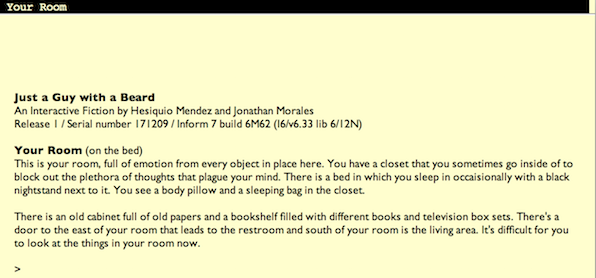 Your Room
Just a Guy with a Beard
An Interactive Fiction by Hesiquio Mendez and Jonathan Morales
Release 1 / Serial number 171209 / Inform 7 build 6M62 (I6/v6.33 lib 6/12N)
Your Room (on the bed)
This is your room, full of emotion from every object in place here. You have a closet that you sometimes go inside of to
block out the plethora of thoughts that plague your mind. There is a bed in which you sleep in occaisionally with a black
nightstand next to it. You see a body pillow and a sleeping bag in the closet.
There is an old cabinet full of old papers and a bookshelf filled with different books and television box sets. There's a
door to the east of your room that leads to the restroom and south of your room is the living area. It's difficult for you
to look at the things in your room now.
>